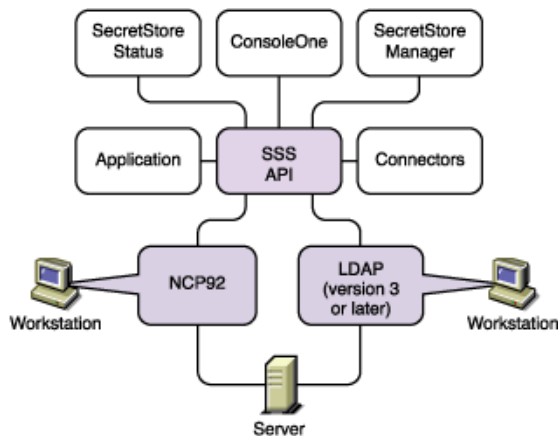 SecretStore
Status
ConsoleOne
SecretStore
Manager
Application
SSS
API
Connectors
NCP92
LDAP
(version 3
or later)
Workstation
Workstation
Server